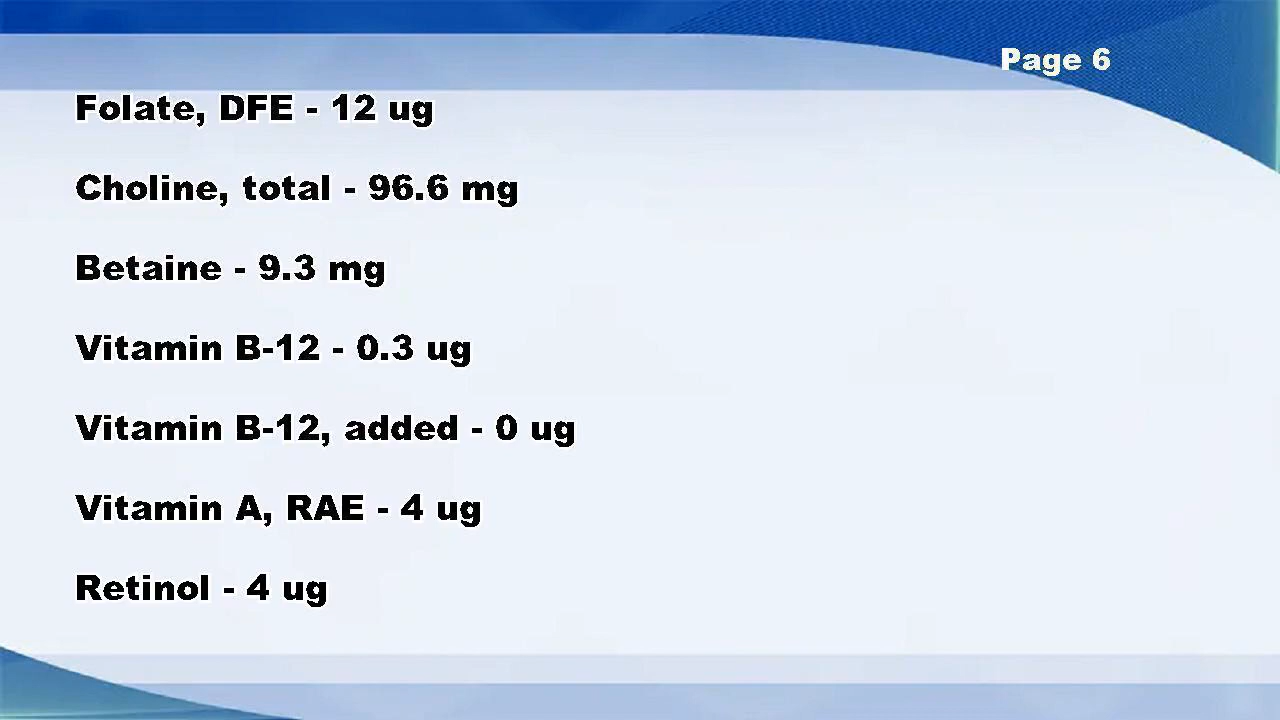 Page 6
Folate, DFE - 12 ug
Choline, total - 96.6 mg
Betaine - 9.3 mg
Vitamin B-12 - 0.3 ug
Vitamin B-12, added - 0 ug
Vitamin A, RAE - 4 ug
Retinol - 4 ug